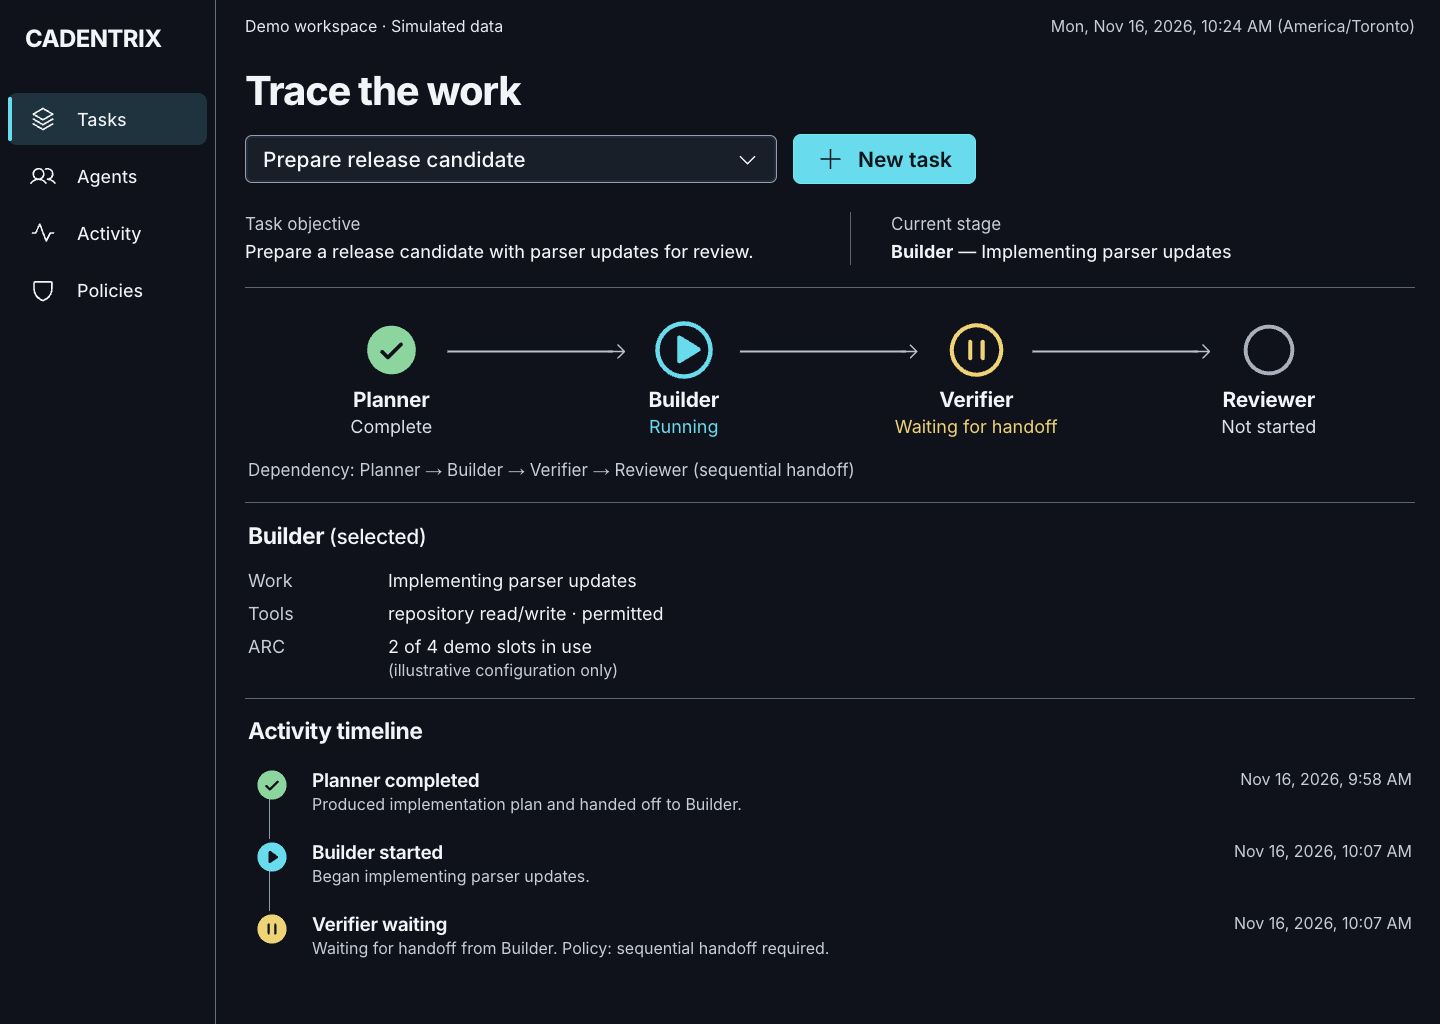 CADENTRIX
Demo workspace · Simulated data
Mon, Nov 16, 2026, 10:24 AM (America/Toronto)
Tasks
Agents
Activity
Policies
Trace the work
Prepare release candidate
New task
Task objective
Prepare a release candidate with parser updates for review.
Current stage
Builder — Implementing parser updates
Planner
Complete
Builder
Running
Verifier
Waiting for handoff
Reviewer
Not started
Dependency: Planner → Builder → Verifier → Reviewer (sequential handoff)
Builder (selected)
Work Implementing parser updates
Tools repository read/write · permitted
ARC 2 of 4 demo slots in use
(illustrative configuration only)
Activity timeline
Planner completed Nov 16, 2026, 9:58 AM
Produced implementation plan and handed off to Builder.
Builder started Nov 16, 2026, 10:07 AM
Began implementing parser updates.
Verifier waiting Nov 16, 2026, 10:07 AM
Waiting for handoff from Builder. Policy: sequential handoff required.